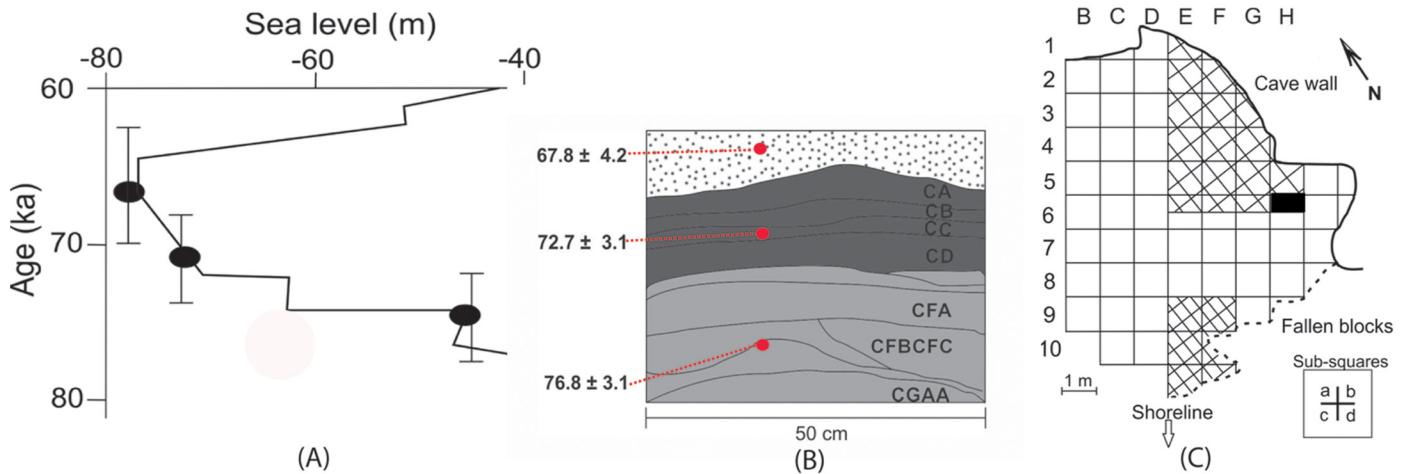 Sea level (m)
-80 -60 -40
60
70
80
Age (ka)
(A)
67.8 ± 4.2
72.7 ± 3.1
76.8 ± 3.1
CA
CB
CC
CD
CFA
CFBCFC
CGAA
50 cm
(B)
(C)
B C D E F G H
1
2
3
4
5
6
7
8
9
10
Cave wall
N
Fallen blocks
Sub-squares
a b
c d
1 m
Shoreline